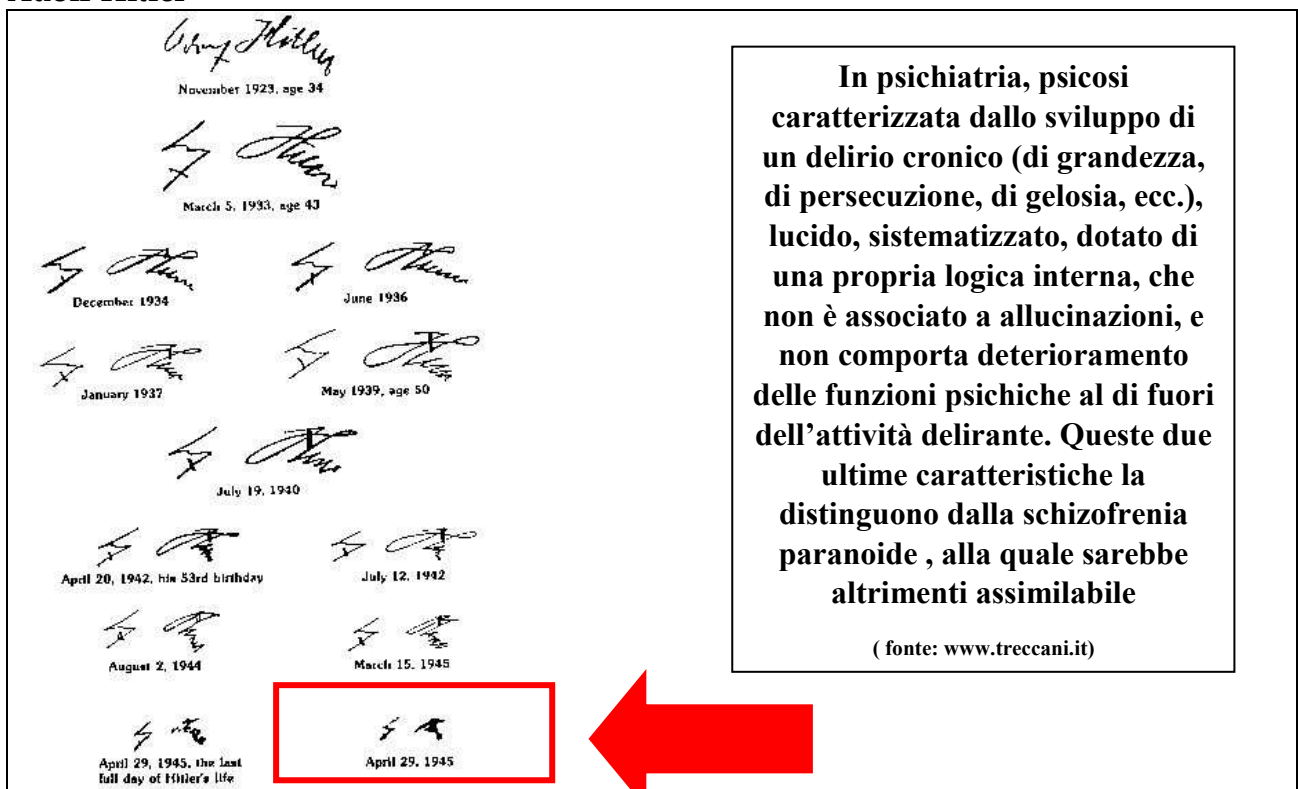 November 1923, age 34
March 5, 1933, age 43
December 1934
June 1936
January 1937
May 1939, age 50
July 19, 1940
April 20, 1942, his 53rd birthday
July 12, 1942
August 2, 1944
March 15, 1945
April 29, 1945, the last
full day of Hitler's life
April 29, 1945
In psichiatria, psicosi
caratterizzata dallo sviluppo di
un delirio cronico (di grandezza,
di persecuzione, di gelosia, ecc.),
lucido, sistematizzato, dotato di
una propria logica interna, che
non è associato a allucinazioni, e
non comporta deterioramento
delle funzioni psichiche al di fuori
dell’attività delirante. Queste due
ultime caratteristiche la
distinguono dalla schizofrenia
paranoide , alla quale sarebbe
altrimenti assimilabile
( fonte: www.treccani.it)